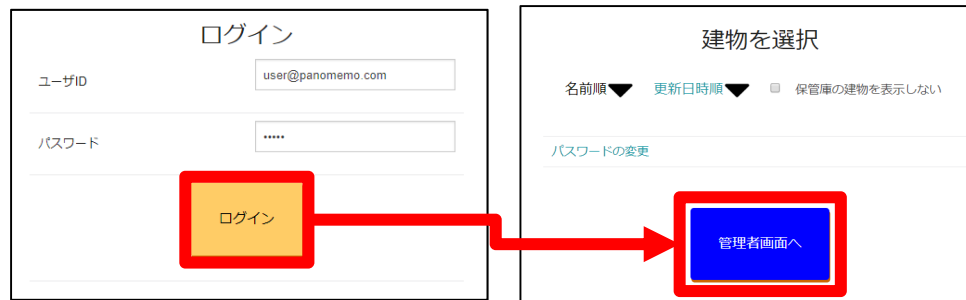 ログイン
ユーザID
user@panomemo.com
パスワード
•••••
ログイン
建物を選択
名前順▼ 更新日時順▼ 保管庫の建物を表示しない
パスワードの変更
管理者画面へ